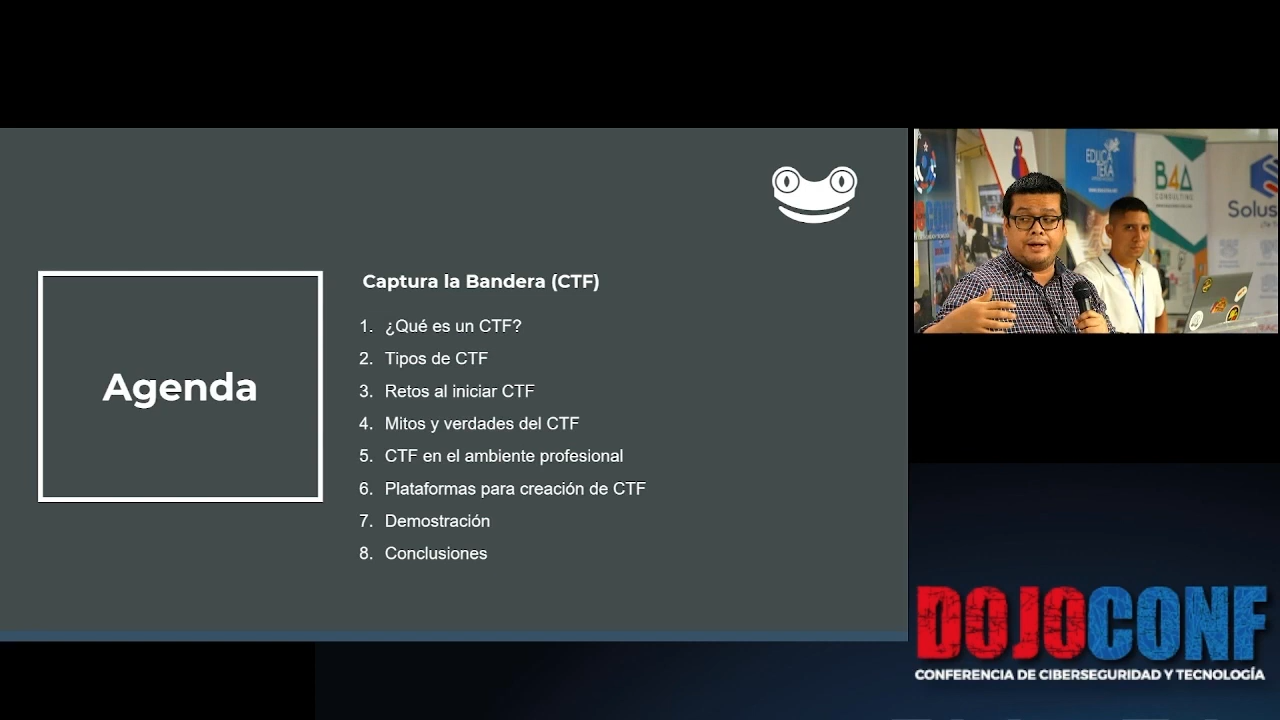 Agenda
Captura la Bandera (CTF)
1. ¿Qué es un CTF?
2. Tipos de CTF
3. Retos al iniciar CTF
4. Mitos y verdades del CTF
5. CTF en el ambiente profesional
6. Plataformas para creación de CTF
7. Demostración
8. Conclusiones
EDUCA
TEKA
B4A
CONSULTING
Solus
DOJOCONF
CONFERENCIA DE CIBERSEGURIDAD Y TECNOLOGÍA